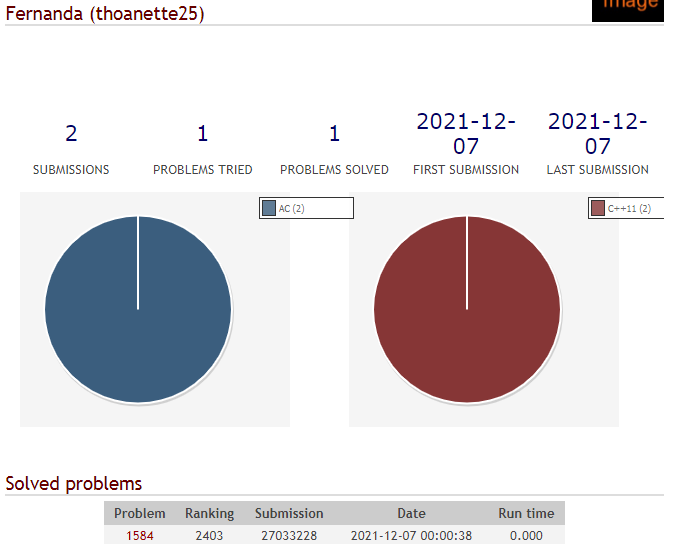 Fernanda (thoanette25)
Image
2 1 1 2021-12-07 2021-12-07
SUBMISSIONS PROBLEMS TRIED PROBLEMS SOLVED FIRST SUBMISSION LAST SUBMISSION
AC (2) C++11 (2)
Solved problems
Problem Ranking Submission Date Run time
1584 2403 27033228 2021-12-07 00:00:38 0.000